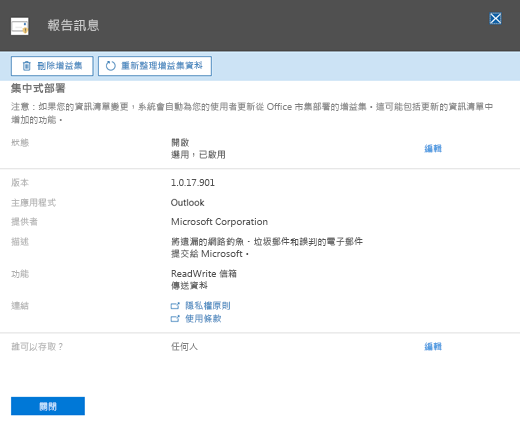 報告訊息
刪除增益集 重新整理增益集資料
集中式部署
注意：如果您的資訊清單變更，系統會自動為您的使用者更新從 Office 市集部署的增益集。這可能包括更新的資訊清單中
增加的功能。
狀態 開啟 編輯
選用，已啟用
版本 1.0.17.901
主應用程式 Outlook
提供者 Microsoft Corporation
描述 將遺漏的網路釣魚、垃圾郵件和誤判的電子郵件
提交給 Microsoft。
功能 ReadWrite 信箱
傳送資料
連結 隱私權原則
使用條款
誰可以存取？ 任何人 編輯
關閉